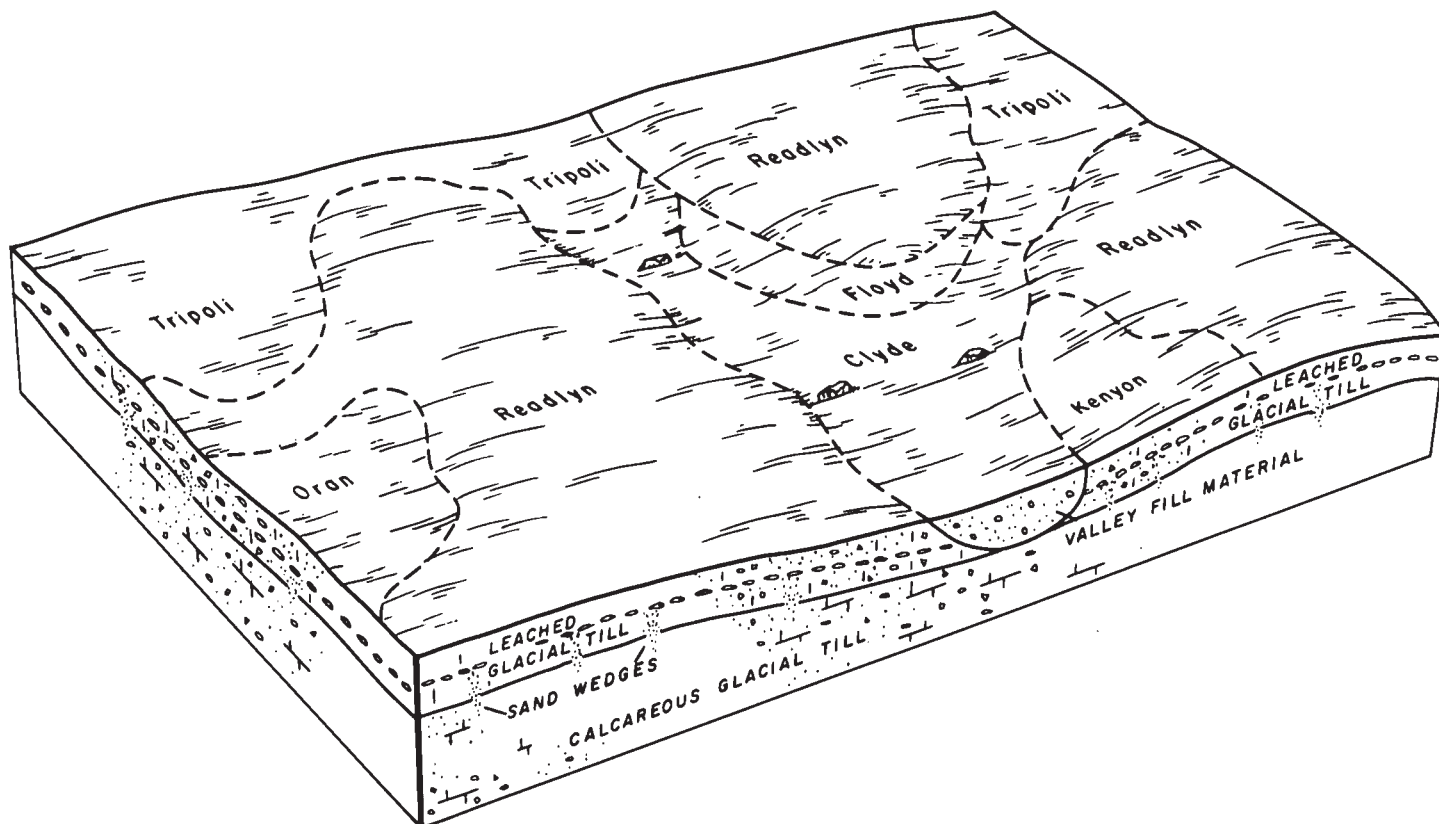 Tripoli
Readlyn
Tripoli
Readlyn
Floyd
Tripoli
Clyde
Readlyn
Kenyon
Oran
LEACHED
GLACIAL TILL
VALLEY FILL MATERIAL
LEACHED
GLACIAL TILL
SAND WEDGES
CALCAREOUS GLACIAL TILL